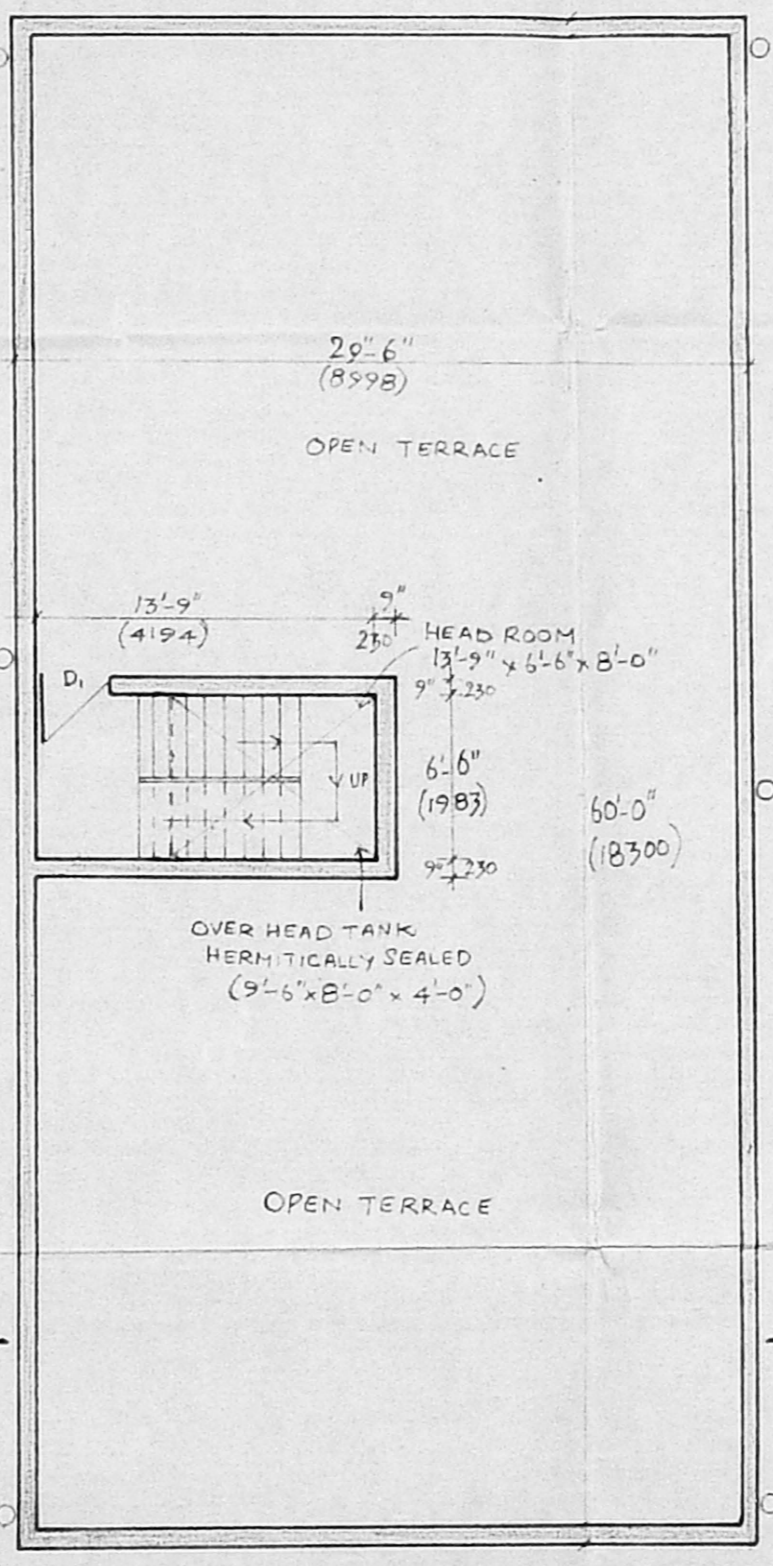 29"-6"
(8998)
OPEN TERRACE
13'-9"
(4194)
9"
230
HEAD ROOM
13'-9" x 6'-6" x 8'-0"
D1
9" 230
6'-6"
(1983)
UP
60'-0"
(18300)
9" 230
OVER HEAD TANK
HERMITICALLY SEALED
(9'-6"x8'-0" x 4'-0")
OPEN TERRACE